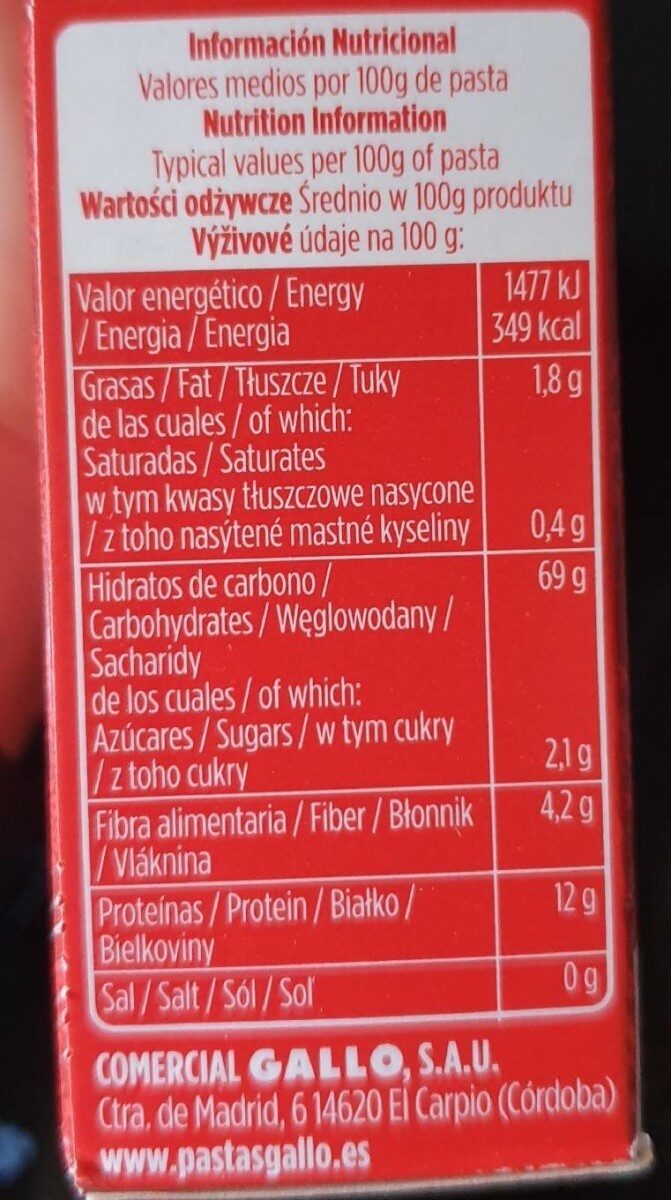 Información Nutricional
Valores medios por 100g de pasta
Nutrition Information
Typical values per 100g of pasta
Wartości odżywcze Średnio w 100g produktu
Výživové údaje na 100 g:
Valor energético / Energy 1477 kJ
/ Energia / Energia 349 kcal
Grasas / Fat / Tłuszcze / Tuky 1,8 g
de las cuales / of which:
Saturadas / Saturates
w tym kwasy tłuszczowe nasycone
/ z toho nasýtené mastné kyseliny 0,4 g
Hidratos de carbono / 69 g
Carbohydrates / Węglowodany /
Sacharidy
de los cuales / of which:
Azúcares / Sugars / w tym cukry
/ z toho cukry 2,1 g
Fibra alimentaria / Fiber / Błonnik 4,2 g
/ Vláknina
Proteínas / Protein / Białko / 12 g
Bielkoviny
Sal / Salt / Sól / Soľ 0 g
COMERCIAL GALLO, S.A.U.
Ctra. de Madrid, 6 14620 El Carpio (Córdoba)
www.pastasgallo.es